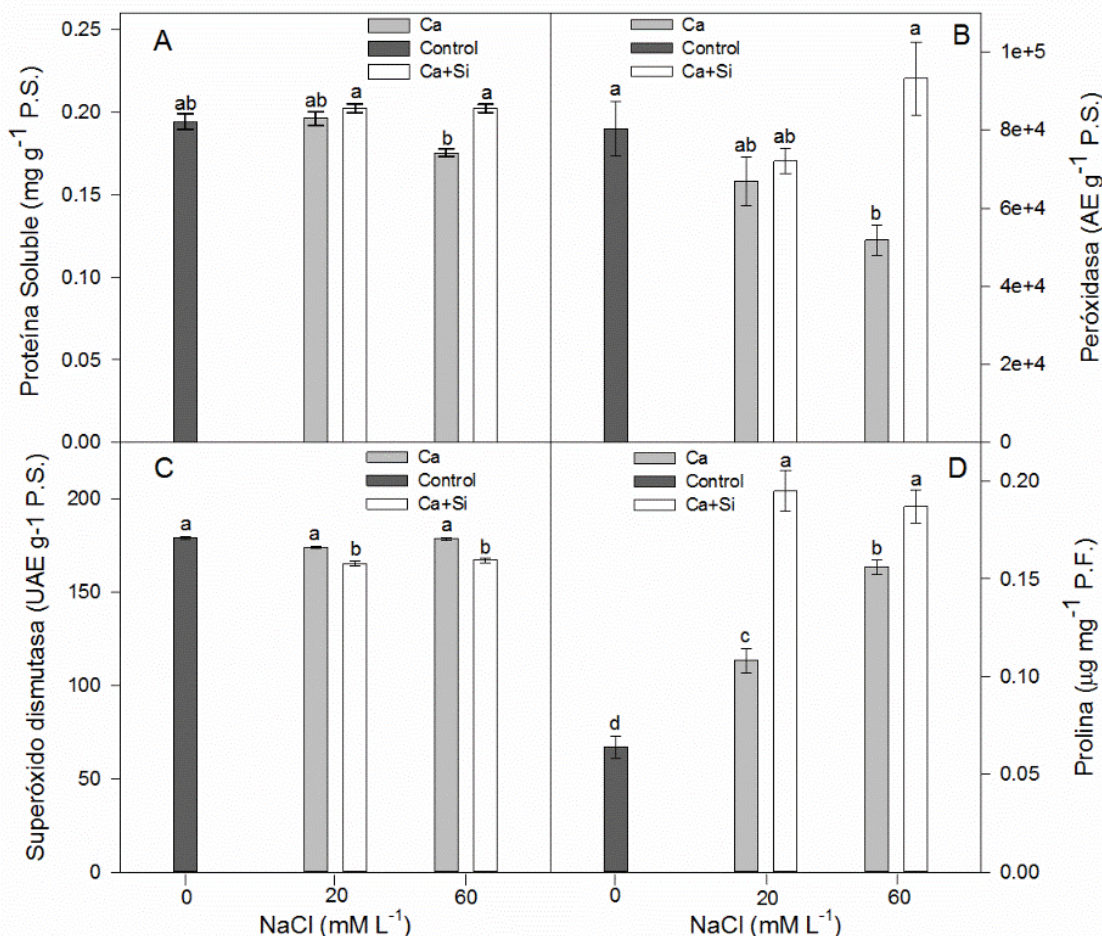 A
Ca
Control
Ca+Si
Proteína Soluble (mg g⁻¹ P.S.)
0.25
0.20
0.15
0.10
0.05
0.00
ab
ab
a
b
a
B
Ca
Control
Ca+Si
Peróxidasa (AE g⁻¹ P.S.)
1e+5
8e+4
6e+4
4e+4
2e+4
0
a
ab
ab
b
a
C
Ca
Control
Ca+Si
Superóxido dismutasa (UAE g-1 P.S.)
200
150
100
50
0
a
a
b
a
b
0
20
60
NaCl (mM L⁻¹)
D
Ca
Control
Ca+Si
Prolina (µg mg⁻¹ P.F.)
0.20
0.15
0.10
0.05
0.00
d
c
a
b
a
0
20
60
NaCl (mM L⁻¹)